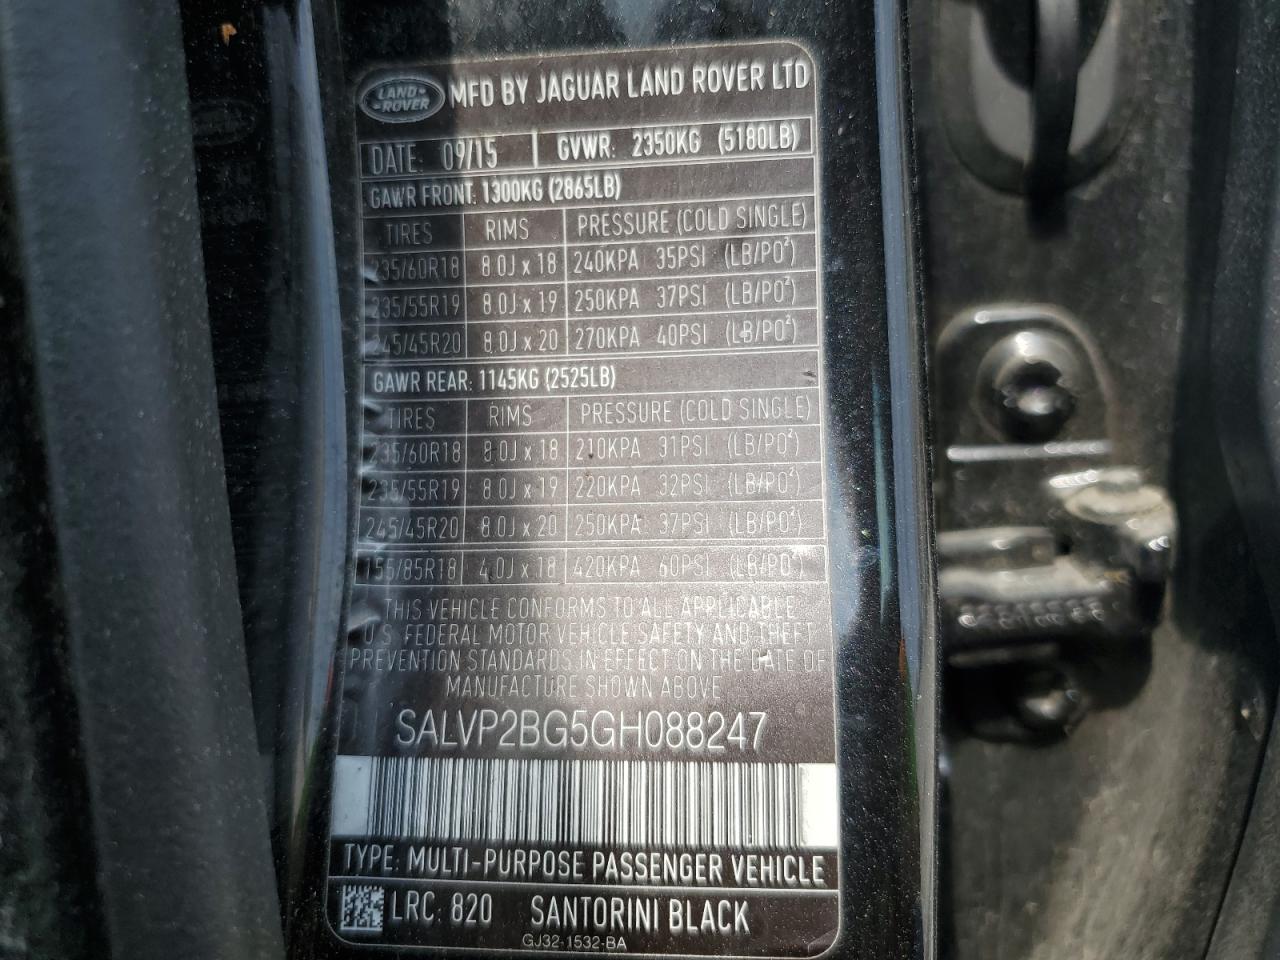 LAND-
-ROVER
MFD BY JAGUAR LAND ROVER LTD
DATE: 09/15 GVWR: 2350KG (5180LB)
GAWR FRONT: 1300KG (2865LB)
TIRES RIMS PRESSURE (COLD SINGLE)
235/60R18 8.0J x 18 240KPA 35PSI (LB/PO²)
235/55R19 8.0J x 19 250KPA 37PSI (LB/PO²)
245/45R20 8.0J x 20 270KPA 40PSI (LB/PO²)
GAWR REAR: 1145KG (2525LB)
TIRES RIMS PRESSURE (COLD SINGLE)
235/60R18 8.0J x 18 210KPA 31PSI (LB/PO²)
235/55R19 8.0J x 19 220KPA 32PSI (LB/PO²)
245/45R20 8.0J x 20 250KPA 37PSI (LB/PO²)
155/85R18 4.0J x 18 420KPA 60PSI (LB/PO²)
THIS VEHICLE CONFORMS TO ALL APPLICABLE
U.S. FEDERAL MOTOR VEHICLE SAFETY AND THEFT
PREVENTION STANDARDS IN EFFECT ON THE DATE OF
MANUFACTURE SHOWN ABOVE
SALVP2BG5GH088247
TYPE: MULTI-PURPOSE PASSENGER VEHICLE
LRC: 820 SANTORINI BLACK
GJ32-1532-BA